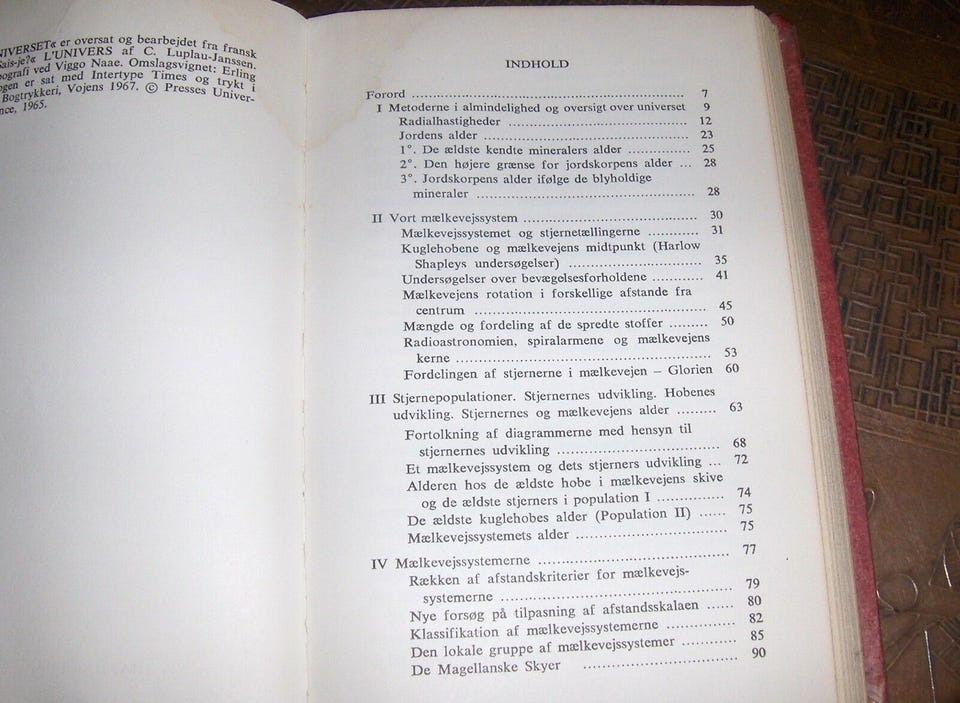 NIVERSET« er oversat og bearbejdet fra fransk
Sais-je?« L'UNIVERS af C. Luplau-Janssen.
ografi ved Viggo Naae. Omslagsvignet: Erling
ogen er sat med Intertype Times og trykt i
Bogtrykkeri, Vojens 1967. © Presses Univer-
nce, 1965.
INDHOLD
Forord ........ 7
I Metoderne i almindelighed og oversigt over universet 9
Radialhastigheder ........ 12
Jordens alder ........ 23
1°. De ældste kendte mineralers alder ........ 25
2°. Den højere grænse for jordskorpens alder ... 28
3°. Jordskorpens alder ifølge de blyholdige
mineraler ........ 28
II Vort mælkevejssystem ........ 30
Mælkevejssystemet og stjernetællingerne ........ 31
Kuglehobene og mælkevejens midtpunkt (Harlow
Shapleys undersøgelser) ........ 35
Undersøgelser over bevægelsesforholdene ........ 41
Mælkevejens rotation i forskellige afstande fra
centrum ........ 45
Mængde og fordeling af de spredte stoffer ........ 50
Radioastronomien, spiralarmene og mælkevejens
kerne ........ 53
Fordelingen af stjernerne i mælkevejen – Glorien 60
III Stjernepopulationer. Stjernernes udvikling. Hobenes
udvikling. Stjernernes og mælkevejens alder ........ 63
Fortolkning af diagrammerne med hensyn til
stjernernes udvikling ........ 68
Et mælkevejssystem og dets stjerners udvikling ... 72
Alderen hos de ældste hobe i mælkevejens skive
og de ældste stjerners i population I ........ 74
De ældste kuglehobes alder (Population II) ...... 75
Mælkevejssystemets alder ........ 75
IV Mælkevejssystemerne ........ 77
Rækken af afstandskriterier for mælkevejs-
systemerne ........ 79
Nye forsøg på tilpasning af afstandsskalaen ...... 80
Klassifikation af mælkevejssystemerne ........ 82
Den lokale gruppe af mælkevejssystemer ........ 85
De Magellanske Skyer ........ 90